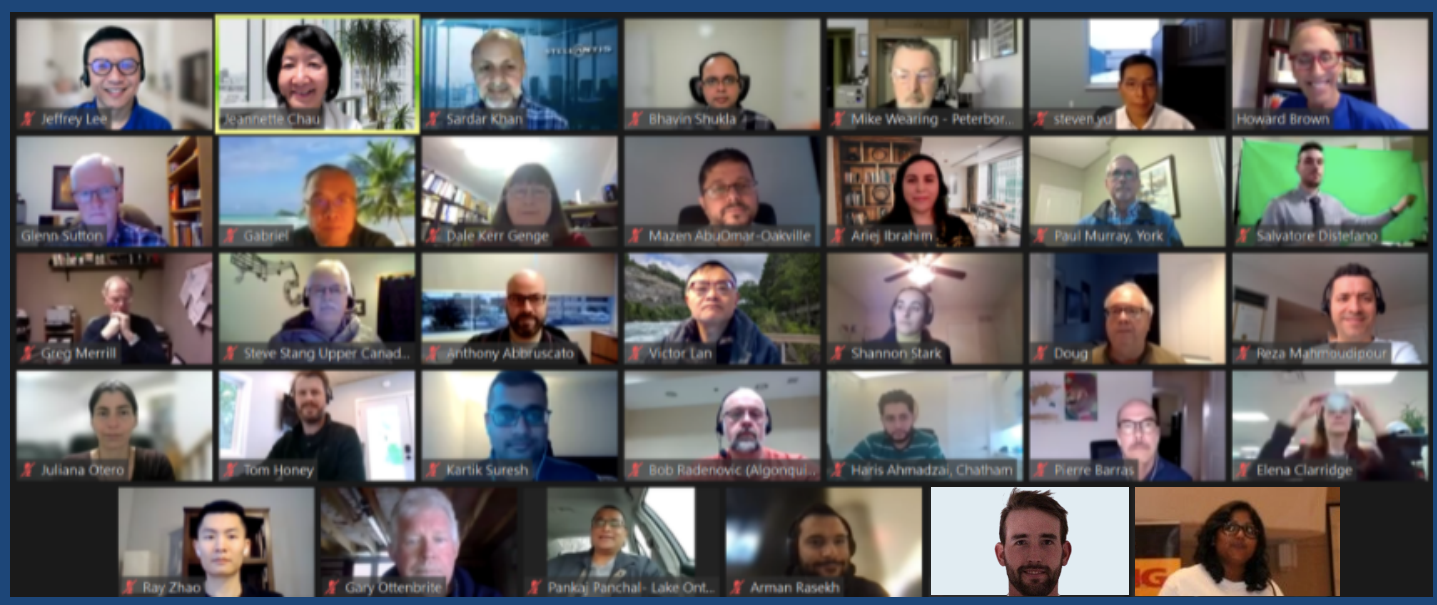 Jeffrey Lee
Jeannette Chau
STELLANTIS
Sardar Khan
Bhavin Shukla
Mike Wearing - Peterbor...
steven yu
Howard Brown
Glenn Sutton
Gabriel
Dale Kerr Genge
Mazen AbuOmar-Oakville
Ariej Ibrahim
Paul Murray, York
Salvatore Distefano
Greg Merrill
Steve Stang Upper Canad...
Anthony Abbruscato
Victor Lan
Shannon Stark
Doug
Reza Mahmoudipour
Juliana Otero
Tom Honey
Kartik Suresh
Bob Radenovic (Algonqui...
Haris Ahmadzai, Chatham
Pierre Barras
Elena Clarridge
Ray Zhao
Gary Ottenbrite
Pankaj Panchal- Lake Ont...
Arman Rasekh